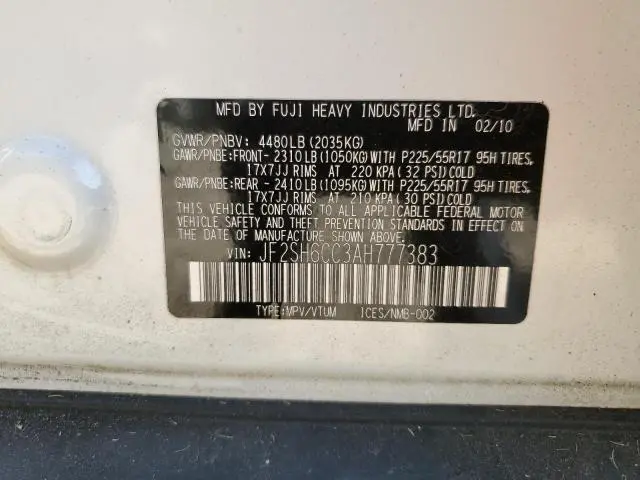 MFD BY FUJI HEAVY INDUSTRIES LTD.
MFD IN 02/10
GVWR/PNBV: 4480LB(2035KG)
GAWR/PNBE:FRONT- 2310LB(1050KG)WITH P225/55R17 95H TIRES,
17X7JJ RIMS AT 220 KPA(32 PSI)COLD
GAWR/PNBE:REAR - 2410LB(1095KG)WITH P225/55R17 95H TIRES,
17X7JJ RIMS AT 210 KPA(30 PSI)COLD
THIS VEHICLE CONFORMS TO ALL APPLICABLE FEDERAL MOTOR
VEHICLE SAFETY AND THEFT PREVENTION STANDARDS IN EFFECT ON
THE DATE OF MANUFACTURE SHOWN ABOVE.
VIN: JF2SH6CC3AH777383
TYPE:MPV/VTUM ICES/NMB-002